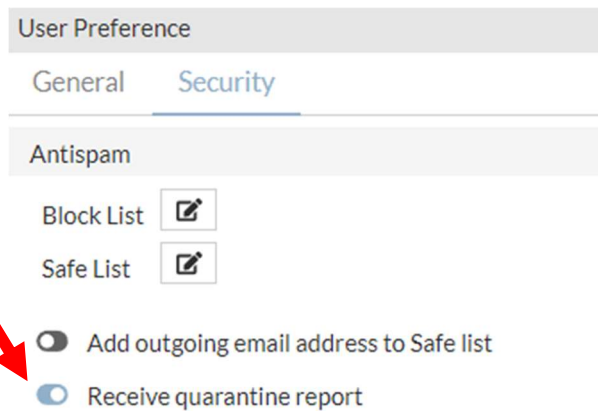 User Preference
General Security
Antispam
Block List
Safe List
Add outgoing email address to Safe list
Receive quarantine report